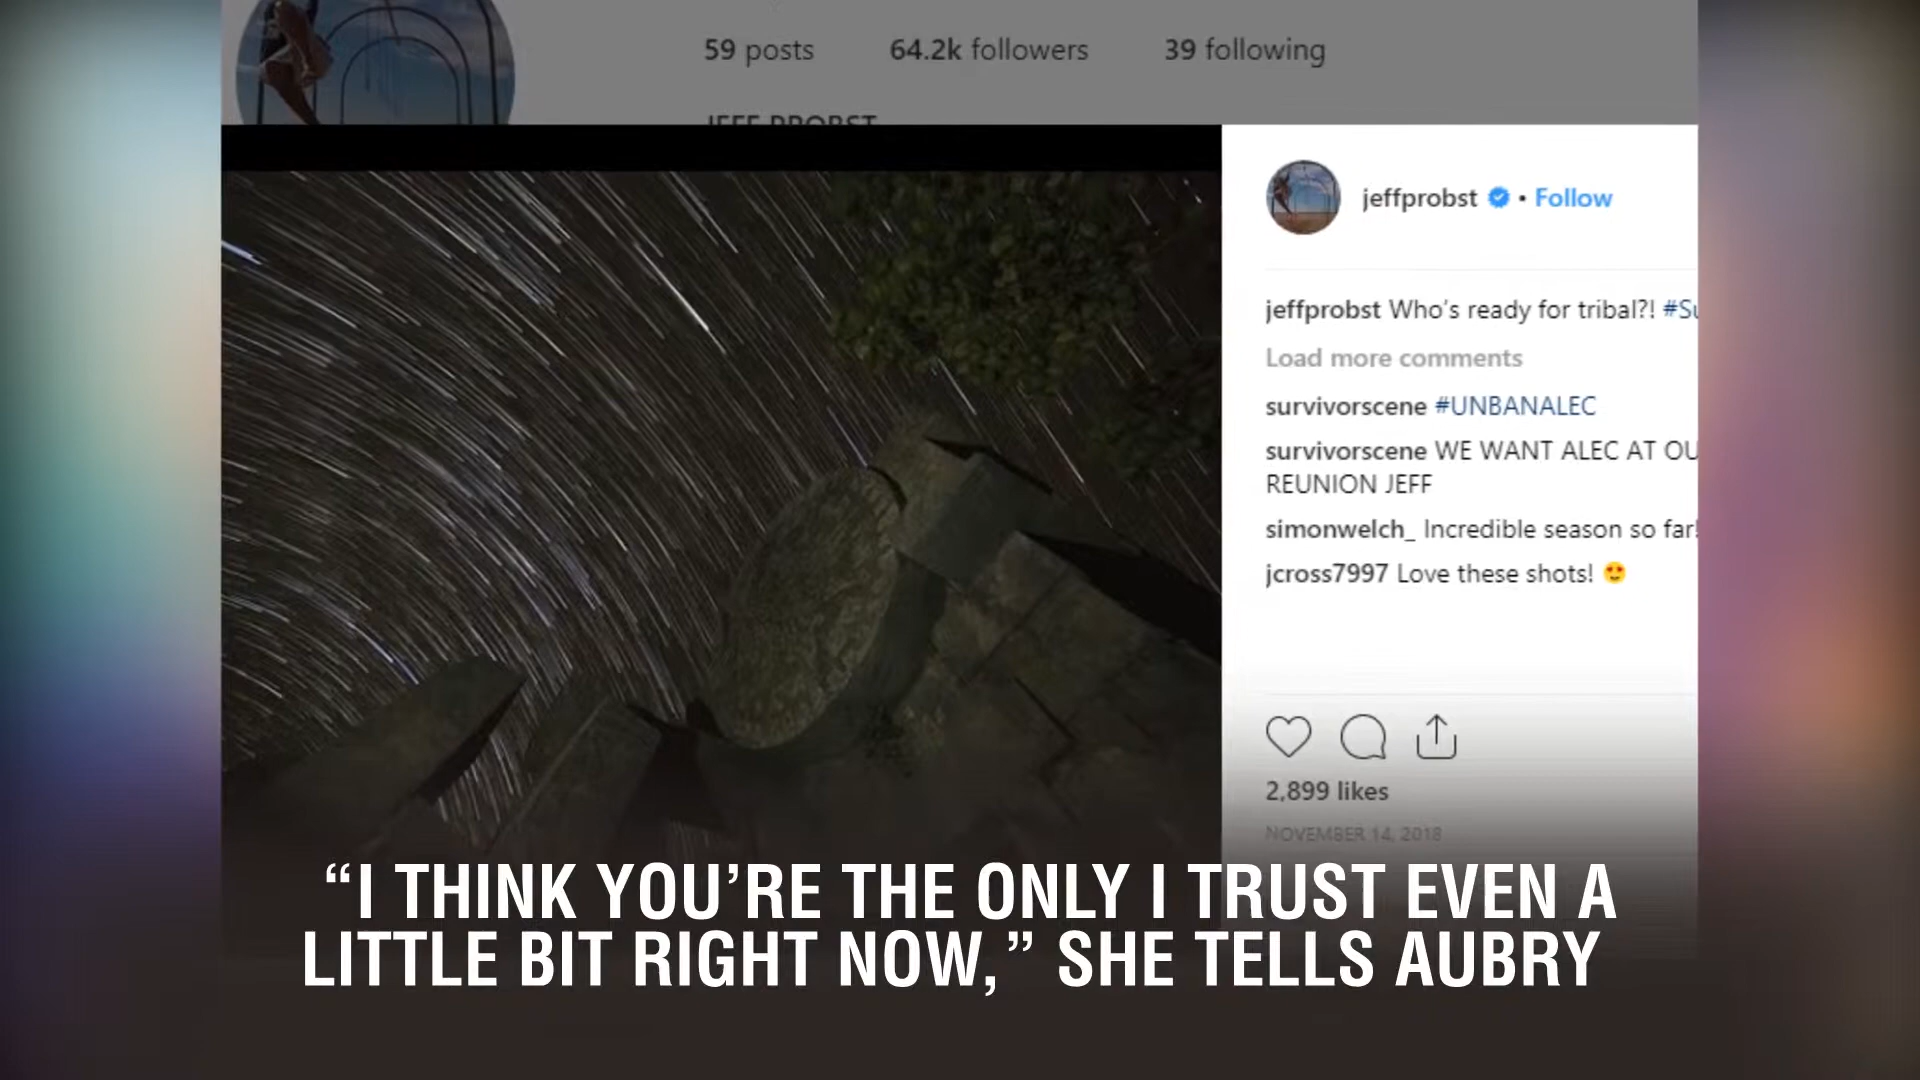 59 posts 64.2k followers 39 following
JEFF PROBST
jeffprobst • Follow
jeffprobst Who's ready for tribal?!
Load more comments
survivorscene #UNBANALEC
survivorscene WE WANT ALEC AT
REUNION JEFF
simonwelch_ Incredible season so far!
jcross7997 Love these shots! 😍
2,899 likes
NOVEMBER 14, 2018
“I THINK YOU’RE THE ONLY I TRUST EVEN A
LITTLE BIT RIGHT NOW,” SHE TELLS AUBRY